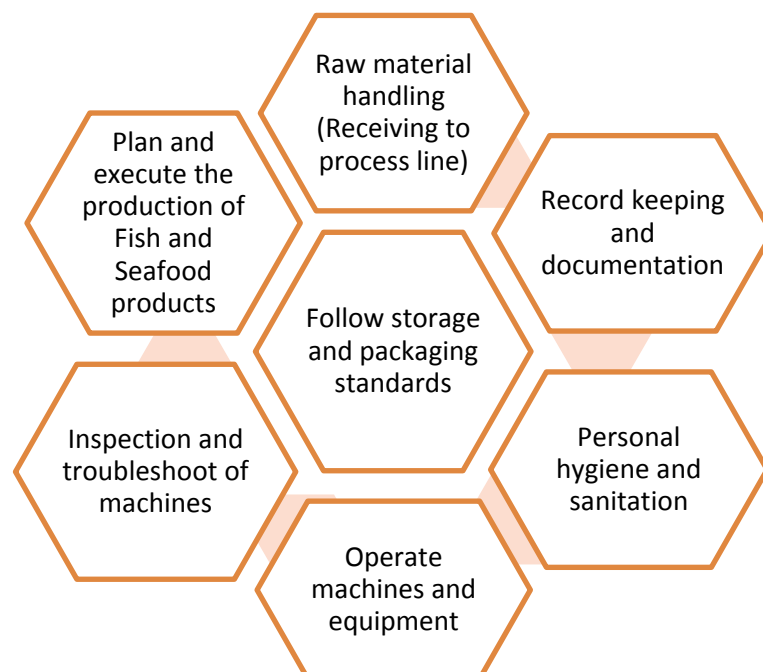 Raw material
handling
(Receiving to
process line)
Plan and
execute the
production of
Fish and
Seafood
products
Record keeping
and
documentation
Follow storage
and packaging
standards
Inspection and
troubleshoot of
machines
Personal
hygiene and
sanitation
Operate
machines and
equipment